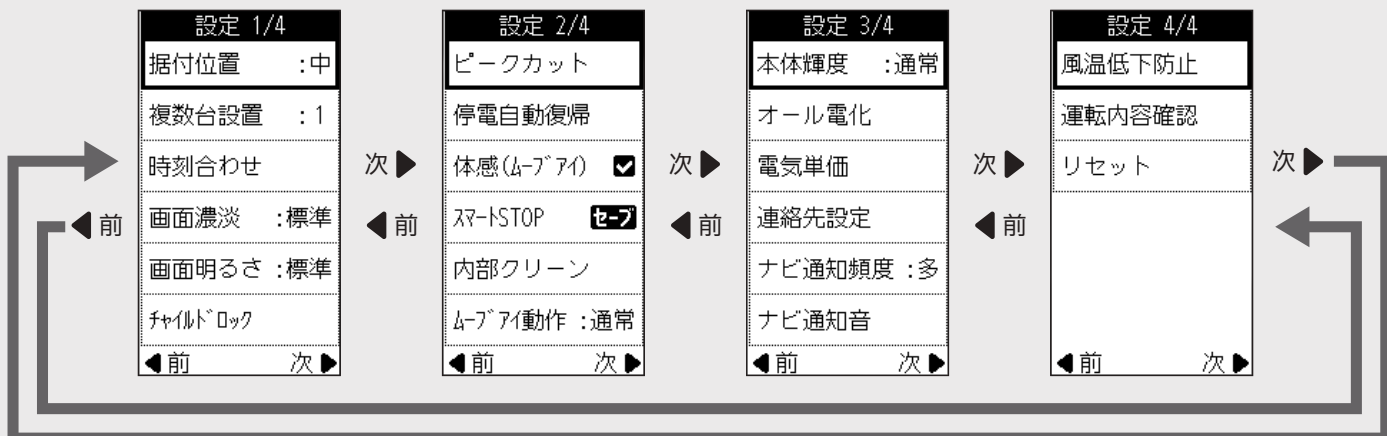 設定 1/4
据付位置 :中
複数台設置 :1
時刻合わせ
画面濃淡 :標準
画面明るさ :標準
ﾁｬｲﾙﾄﾞﾛｯｸ
◀前 次▶
次▶
◀前
◀前
設定 2/4
ピークカット
停電自動復帰
体感(ﾑｰﾌﾞｱｲ) ☑
ｽﾏｰﾄSTOP セーブ
内部クリーン
ﾑｰﾌﾞｱｲ動作 :通常
◀前 次▶
次▶
◀前
設定 3/4
本体輝度 :通常
オール電化
電気単価
連絡先設定
ナビ通知頻度 :多
ナビ通知音
◀前 次▶
次▶
◀前
設定 4/4
風温低下防止
運転内容確認
リセット
◀前 次▶
次▶